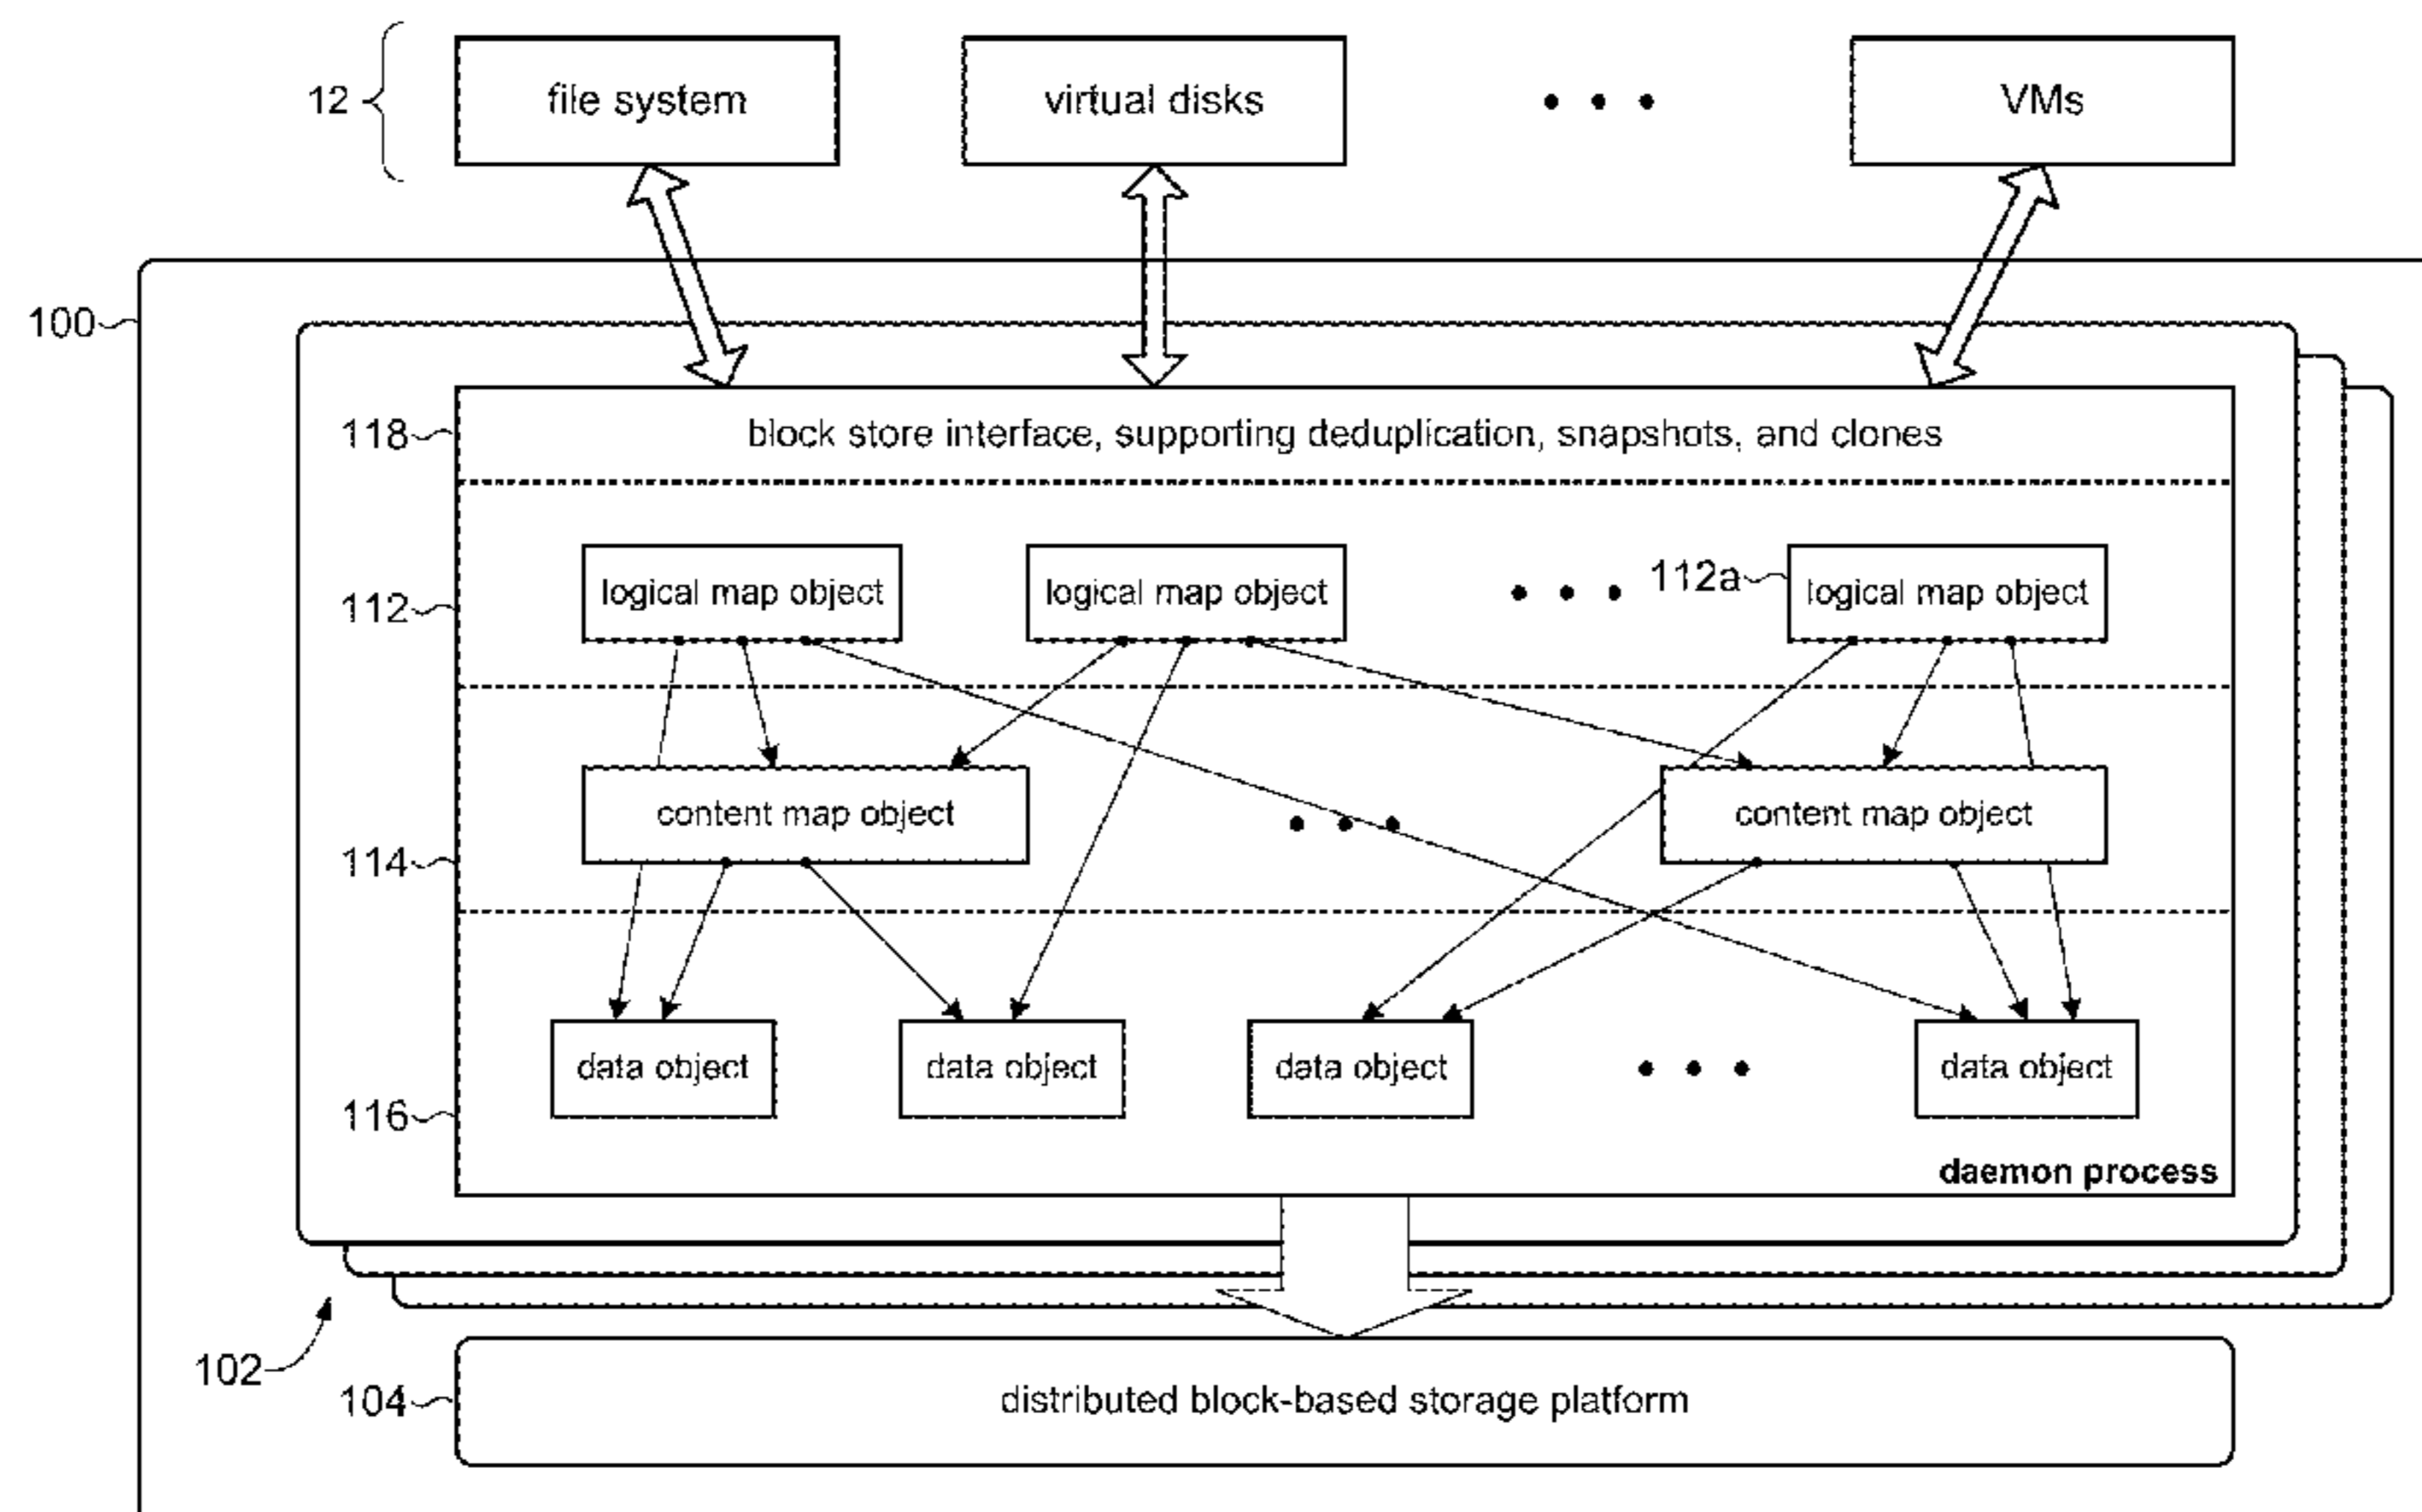 12
file system
virtual disks
VMs
100
118
block store interface, supporting deduplication, snapshots, and clones
112
logical map object
logical map object
112a
logical map object
114
content map object
content map object
116
data object
data object
data object
data object
daemon process
102
104
distributed block-based storage platform